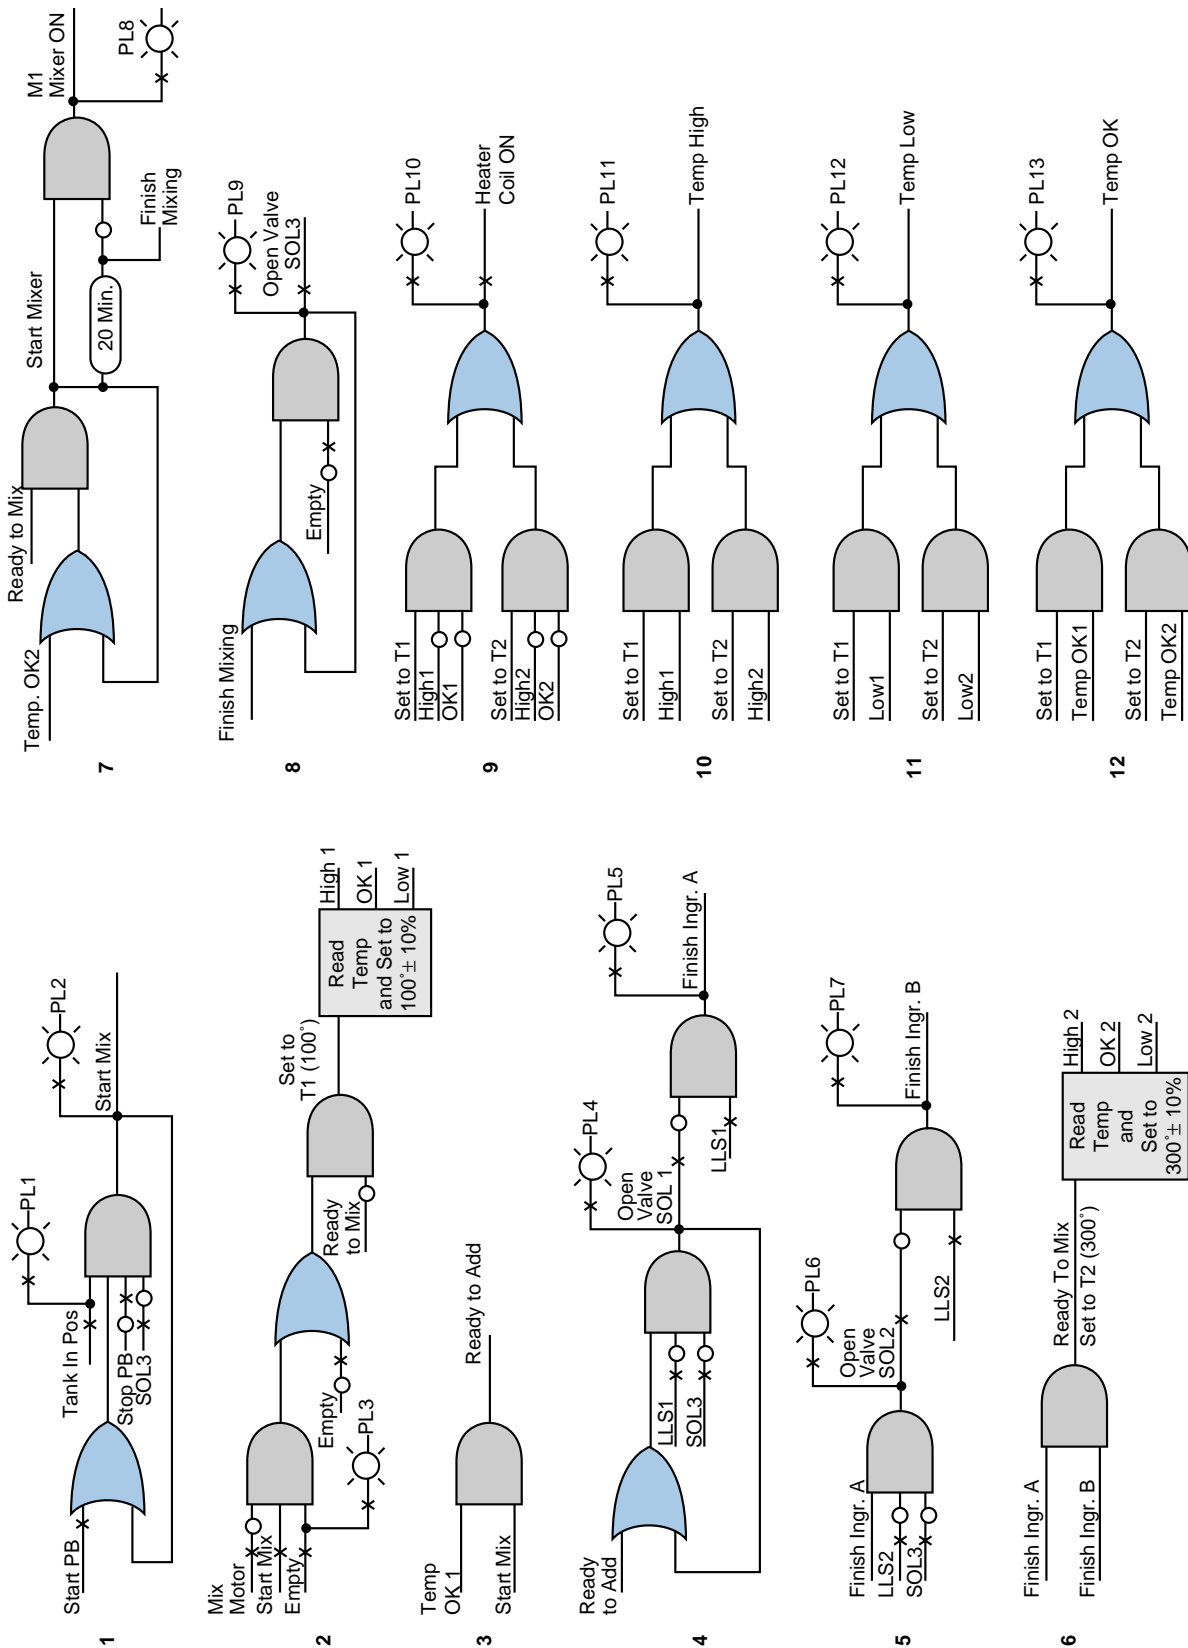 1
Start PB
Tank In Pos
Stop PB
SOL3
PL1
PL2
Start Mix
2
Mix
Motor
Start Mix
Empty
PL3
Empty
Ready
to Mix
Set to
T1 (100°)
Read
Temp
and Set to
100°± 10%
High 1
OK 1
Low 1
3
Temp
OK 1
Start Mix
Ready to Add
4
Ready
to Add
LLS1
SOL3
Open
Valve
SOL 1
PL4
LLS1
PL5
Finish Ingr. A
5
Finish Ingr. A
LLS2
SOL3
Open
Valve
SOL2
PL6
LLS2
PL7
Finish Ingr. B
6
Finish Ingr. A
Finish Ingr. B
Ready To Mix
Set to T2 (300°)
Read
Temp
and
Set to
300°± 10%
High 2
OK 2
Low 2
7
Temp. OK2
Ready to Mix
Start Mixer
20 Min.
Finish
Mixing
M1
Mixer ON
PL8
8
Finish Mixing
Empty
Open Valve
SOL3
PL9
9
Set to T1
High1
OK1
Set to T2
High2
OK2
PL10
Heater
Coil ON
10
Set to T1
High1
Set to T2
High2
PL11
Temp High
11
Set to T1
Low1
Set to T2
Low2
PL12
Temp Low
12
Set to T1
Temp OK1
Set to T2
Temp OK2
PL13
Temp OK